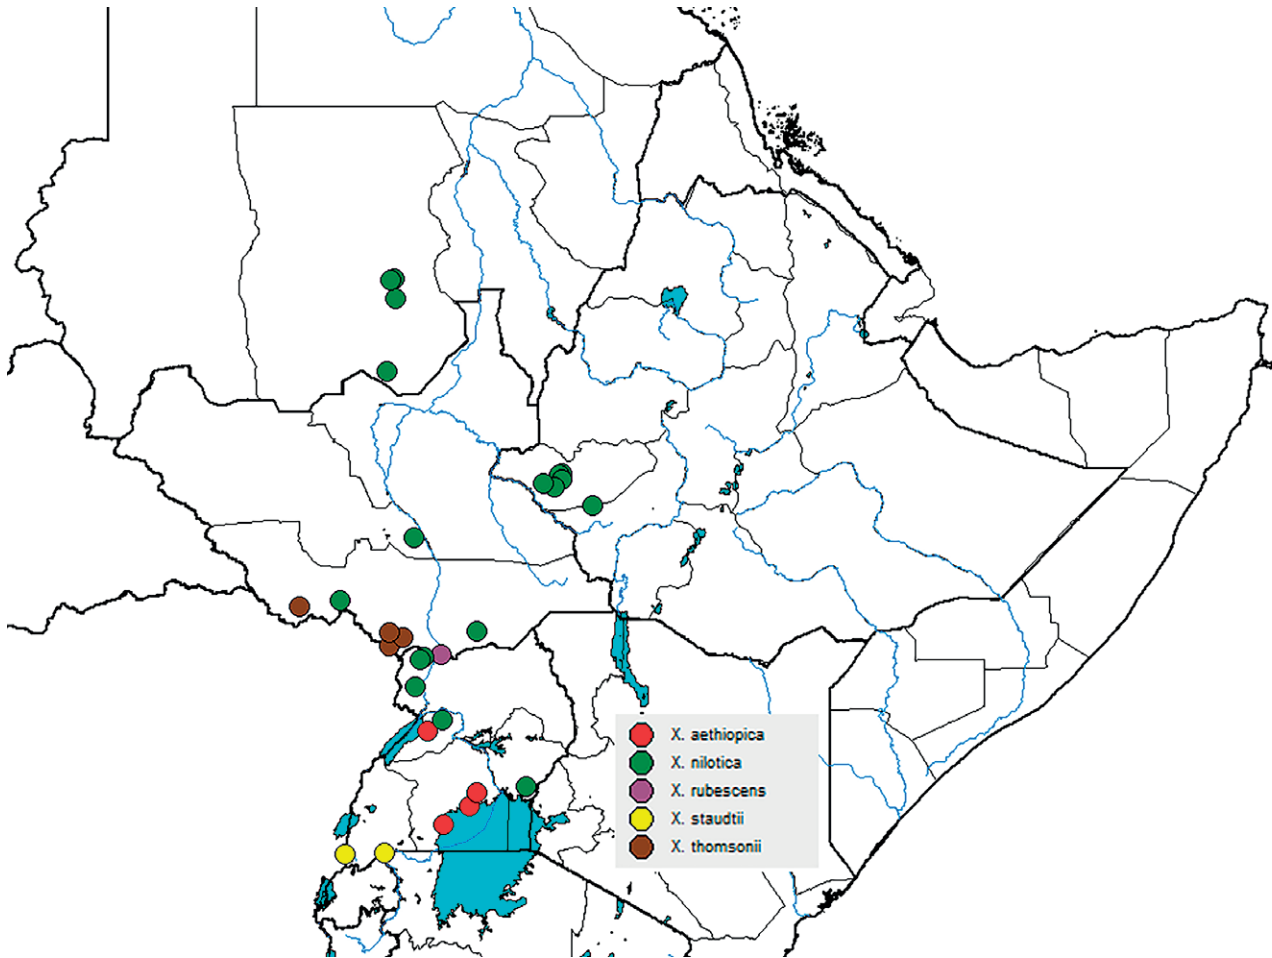 X. aethiopica
X. nilotica
X. rubescens
X. staudtii
X. thomsonii